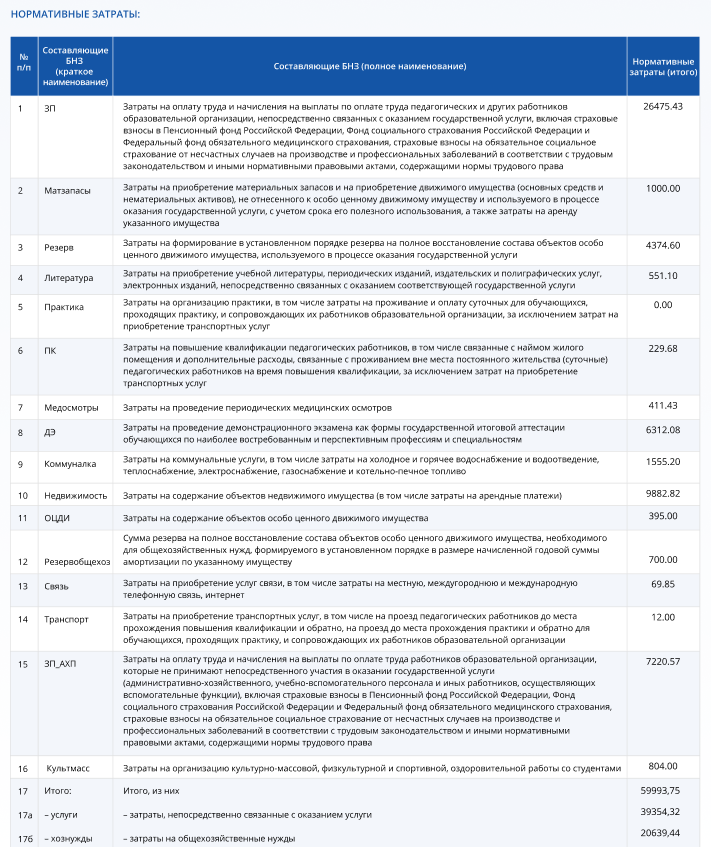 НОРМАТИВНЫЕ ЗАТРАТЫ:
№
п/п
Составляющие
БНЗ
(краткое
наименование)
Составляющие БНЗ (полное наименование)
Нормативные
затраты (итого)
1
ЗП
Затраты на оплату труда и начисления на выплаты по оплате труда педагогических и других работников
образовательной организации, непосредственно связанных с оказанием государственной услуги, включая страховые
взносы в Пенсионный фонд Российской Федерации, Фонд социального страхования Российской Федерации и
Федеральный фонд обязательного медицинского страхования, страховые взносы на обязательное социальное
страхование от несчастных случаев на производстве и профессиональных заболеваний в соответствии с трудовым
законодательством и иными нормативными правовыми актами, содержащими нормы трудового права
26475.43
2
Матзапасы
Затраты на приобретение материальных запасов и на приобретение движимого имущества (основных средств и
нематериальных активов), не отнесенного к особо ценному движимому имуществу и используемого в процессе
оказания государственной услуги, с учетом срока его полезного использования, а также затраты на аренду
указанного имущества
1000.00
3
Резерв
Затраты на формирование в установленном порядке резерва на полное восстановление состава объектов особо
ценного движимого имущества, используемого в процессе оказания государственной услуги
4374.60
4
Литература
Затраты на приобретение учебной литературы, периодических изданий, издательских и полиграфических услуг,
электронных изданий, непосредственно связанных с оказанием соответствующей государственной услуги
551.10
5
Практика
Затраты на организацию практики, в том числе затраты на проживание и оплату суточных для обучающихся,
проходящих практику, и сопровождающих их работников образовательной организации, за исключением затрат на
приобретение транспортных услуг
0.00
6
ПК
Затраты на повышение квалификации педагогических работников, в том числе связанные с наймом жилого
помещения и дополнительные расходы, связанные с проживанием вне места постоянного жительства (суточные)
педагогических работников на время повышения квалификации, за исключением затрат на приобретение
транспортных услуг
229.68
7
Медосмотры
Затраты на проведение периодических медицинских осмотров
411.43
8
ДЭ
Затраты на проведение демонстрационного экзамена как формы государственной итоговой аттестации
обучающихся по наиболее востребованным и перспективным профессиям и специальностям
6312.08
9
Коммуналка
Затраты на коммунальные услуги, в том числе затраты на холодное и горячее водоснабжение и водоотведение,
теплоснабжение, электроснабжение, газоснабжение и котельно-печное топливо
1555.20
10
Недвижимость
Затраты на содержание объектов недвижимого имущества (в том числе затраты на арендные платежи)
9882.82
11
ОЦДИ
Затраты на содержание объектов особо ценного движимого имущества
395.00
12
Резервобщехоз
Сумма резерва на полное восстановление состава объектов особо ценного движимого имущества, необходимого
для общехозяйственных нужд, формируемого в установленном порядке в размере начисленной годовой суммы
амортизации по указанному имуществу
700.00
13
Связь
Затраты на приобретение услуг связи, в том числе затраты на местную, междугороднюю и международную
телефонную связь, интернет
69.85
14
Транспорт
Затраты на приобретение транспортных услуг, в том числе на проезд педагогических работников до места
прохождения повышения квалификации и обратно, на проезд до места прохождения практики и обратно для
обучающихся, проходящих практику, и сопровождающих их работников образовательной организации
12.00
15
ЗП_АХП
Затраты на оплату труда и начисления на выплаты по оплате труда работников образовательной организации,
которые не принимают непосредственного участия в оказании государственной услуги
(административно-хозяйственного, учебно-вспомогательного персонала и иных работников, осуществляющих
вспомогательные функции), включая страховые взносы в Пенсионный фонд Российской Федерации, Фонд
социального страхования Российской Федерации и Федеральный фонд обязательного медицинского страхования,
страховые взносы на обязательное социальное страхование от несчастных случаев на производстве и
профессиональных заболеваний в соответствии с трудовым законодательством и иными нормативными
правовыми актами, содержащими нормы трудового права
7220.57
16
Культмасс
Затраты на организацию культурно-массовой, физкультурной и спортивной, оздоровительной работы со студентами
804.00
17
Итого:
Итого, из них
59993,75
17а
– услуги
– затраты, непосредственно связанные с оказанием услуги
39354,32
17б
– хознужды
– затраты на общехозяйственные нужды
20639,44